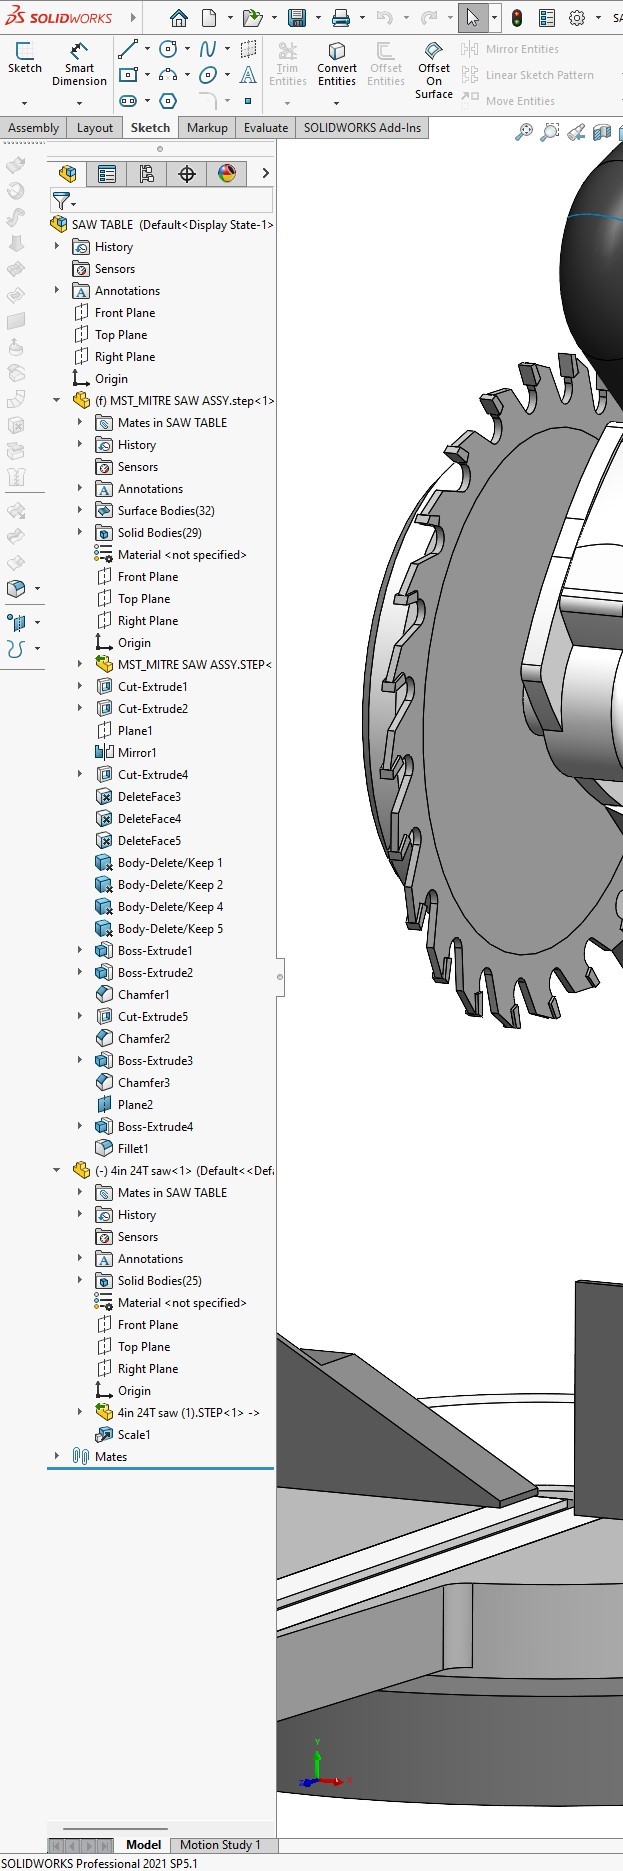 SOLIDWORKS
SA
Sketch
Smart
Dimension
Trim
Entities
Convert
Entities
Offset
Entities
Offset
On
Surface
Mirror Entities
Linear Sketch Pattern
Move Entities
Assembly Layout Sketch Markup Evaluate SOLIDWORKS Add-Ins
SAW TABLE (Default<Display State-1>
History
Sensors
Annotations
Front Plane
Top Plane
Right Plane
Origin
(f) MST_MITRE SAW ASSY.step<1>
Mates in SAW TABLE
History
Sensors
Annotations
Surface Bodies(32)
Solid Bodies(29)
Material <not specified>
Front Plane
Top Plane
Right Plane
Origin
MST_MITRE SAW ASSY.STEP<
Cut-Extrude1
Cut-Extrude2
Plane1
Mirror1
Cut-Extrude4
DeleteFace3
DeleteFace4
DeleteFace5
Body-Delete/Keep 1
Body-Delete/Keep 2
Body-Delete/Keep 4
Body-Delete/Keep 5
Boss-Extrude1
Boss-Extrude2
Chamfer1
Cut-Extrude5
Chamfer2
Boss-Extrude3
Chamfer3
Plane2
Boss-Extrude4
Fillet1
(-) 4in 24T saw<1> (Default<<Def
Mates in SAW TABLE
History
Sensors
Annotations
Solid Bodies(25)
Material <not specified>
Front Plane
Top Plane
Right Plane
Origin
4in 24T saw (1).STEP<1> ->
Scale1
Mates
Y
X
Z
Model Motion Study 1
SOLIDWORKS Professional 2021 SP5.1